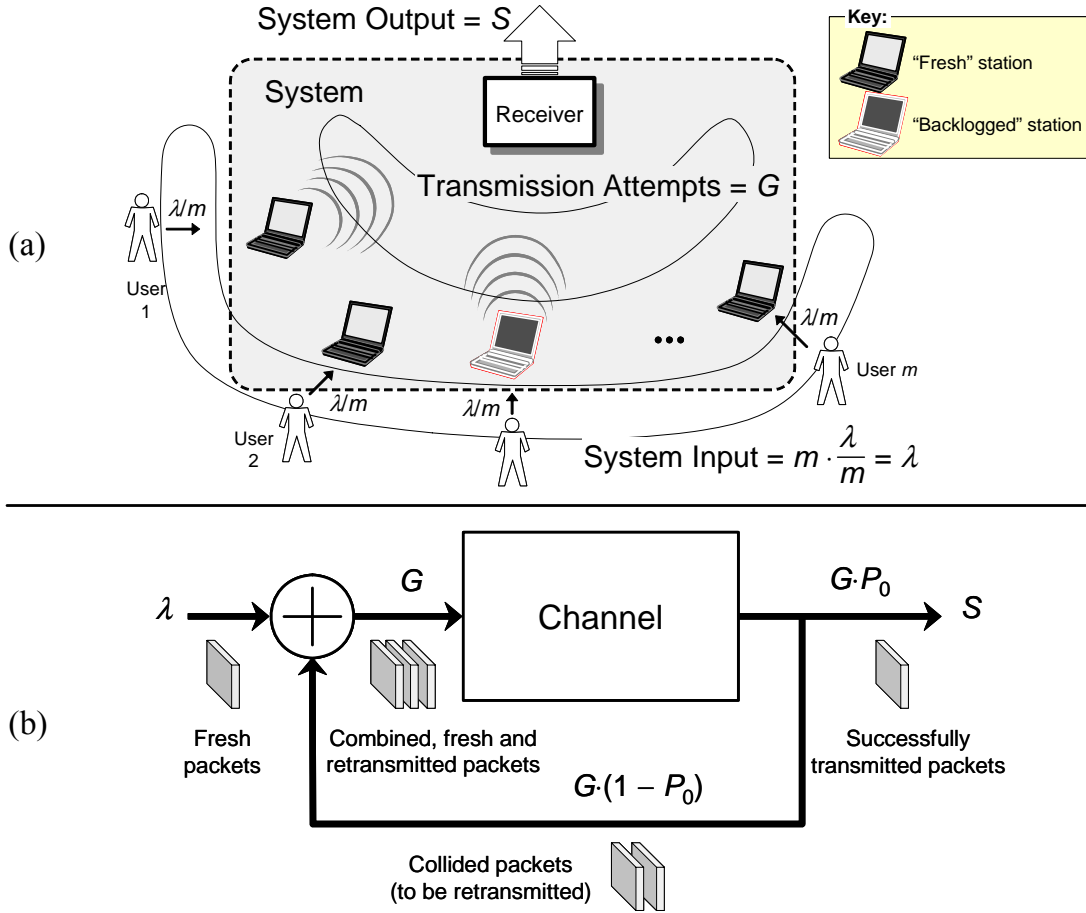 System Output = S
Key:
"Fresh" station
"Backlogged" station
System
Receiver
Transmission Attempts = G
(a)
λ/m
User
1
λ/m
User
2
λ/m
...
λ/m
User m
System Input = m · λ/m = λ
(b)
λ
G
Channel
G·P₀
S
Fresh
packets
Combined, fresh and
retransmitted packets
Successfully
transmitted packets
G·(1 – P₀)
Collided packets
(to be retransmitted)